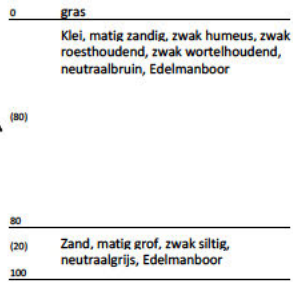 0 gras
Klei, matig zandig, zwak humeus, zwak
roesthoudend, zwak wortelhoudend,
neutraalbruin, Edelmanboor
(80)
80
(20) Zand, matig grof, zwak siltig,
neutraalgrijs, Edelmanboor
100